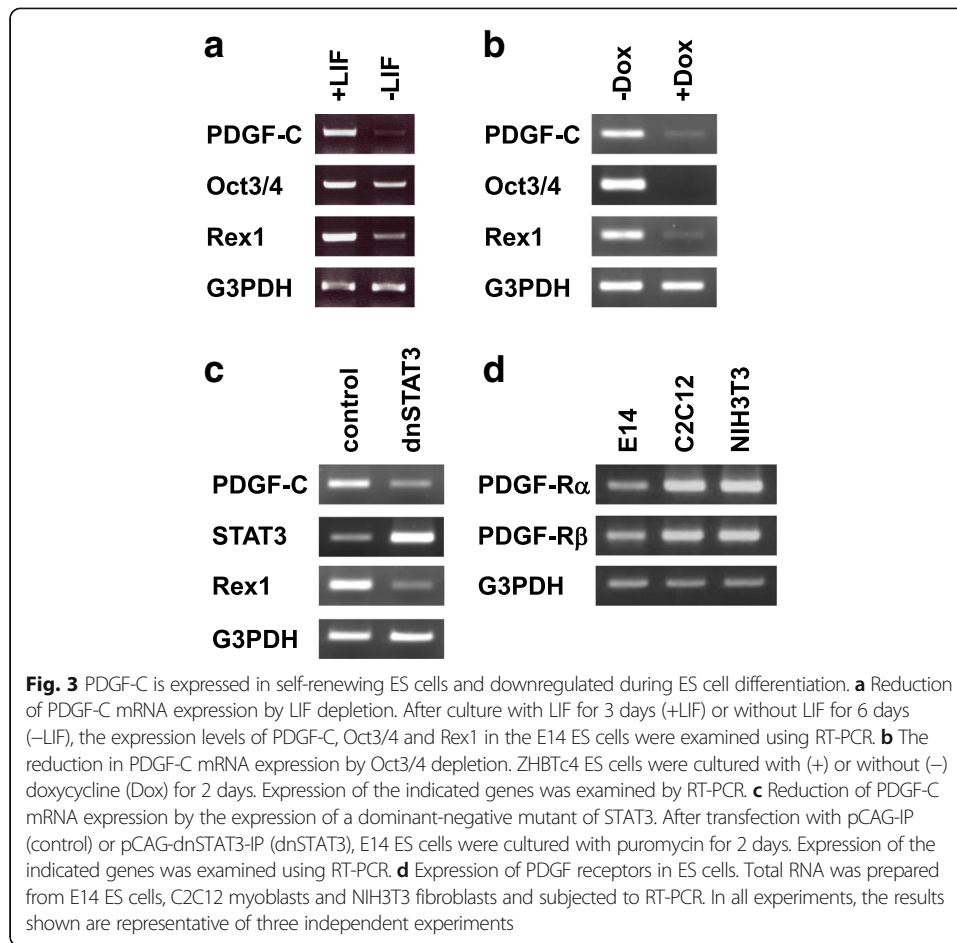 a
+LIF
-LIF
PDGF-C
Oct3/4
Rex1
G3PDH
b
-Dox
+Dox
PDGF-C
Oct3/4
Rex1
G3PDH
c
control
dnSTAT3
PDGF-C
STAT3
Rex1
G3PDH
d
E14
C2C12
NIH3T3
PDGF-Rα
PDGF-Rβ
G3PDH
Fig. 3 PDGF-C is expressed in self-renewing ES cells and downregulated during ES cell differentiation. a Reduction
of PDGF-C mRNA expression by LIF depletion. After culture with LIF for 3 days (+LIF) or without LIF for 6 days
(−LIF), the expression levels of PDGF-C, Oct3/4 and Rex1 in the E14 ES cells were examined using RT-PCR. b The
reduction in PDGF-C mRNA expression by Oct3/4 depletion. ZHBTc4 ES cells were cultured with (+) or without (−)
doxycycline (Dox) for 2 days. Expression of the indicated genes was examined by RT-PCR. c Reduction of PDGF-C
mRNA expression by the expression of a dominant-negative mutant of STAT3. After transfection with pCAG-IP
(control) or pCAG-dnSTAT3-IP (dnSTAT3), E14 ES cells were cultured with puromycin for 2 days. Expression of the
indicated genes was examined using RT-PCR. d Expression of PDGF receptors in ES cells. Total RNA was prepared
from E14 ES cells, C2C12 myoblasts and NIH3T3 fibroblasts and subjected to RT-PCR. In all experiments, the results
shown are representative of three independent experiments